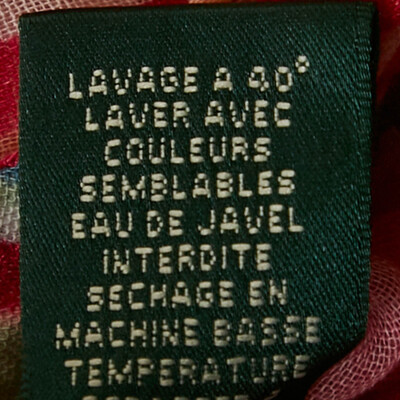 LAVAGE A 40°
LAVER AVEC
COULEURS
SEMBLABLES
EAU DE JAVEL
INTERDITE
SECHAGE EN
MACHINE BASSE
TEMPERATURE